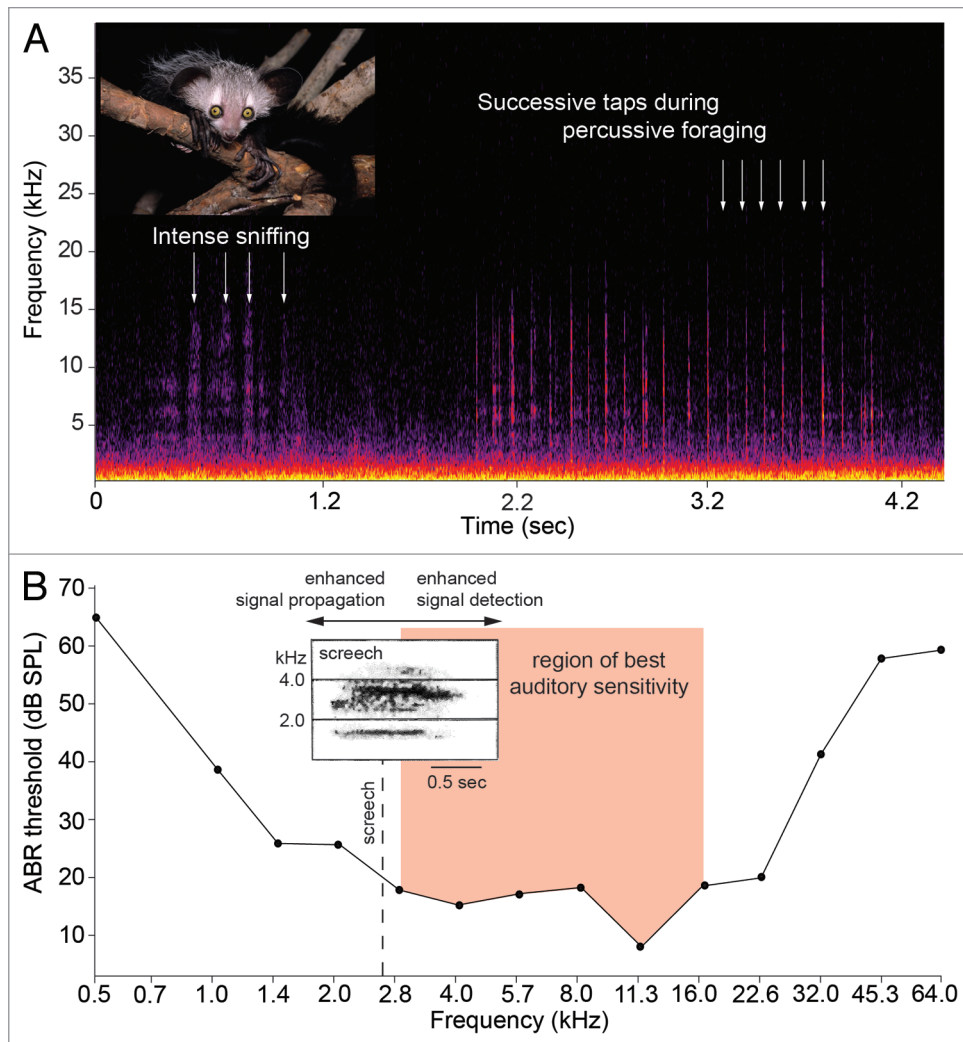 A
35
30
25
20
15
10
5
Frequency (kHz)
Successive taps during
percussive foraging
Intense sniffing
0
1.2
2.2
3.2
4.2
Time (sec)
B
70
60
50
40
30
20
10
ABR threshold (dB SPL)
enhanced
signal propagation
enhanced
signal detection
kHz
screech
4.0
2.0
0.5 sec
screech
region of best
auditory sensitivity
0.5
0.7
1.0
1.4
2.0
2.8
4.0
5.7
8.0
11.3
16.0
22.6
32.0
45.3
64.0
Frequency (kHz)